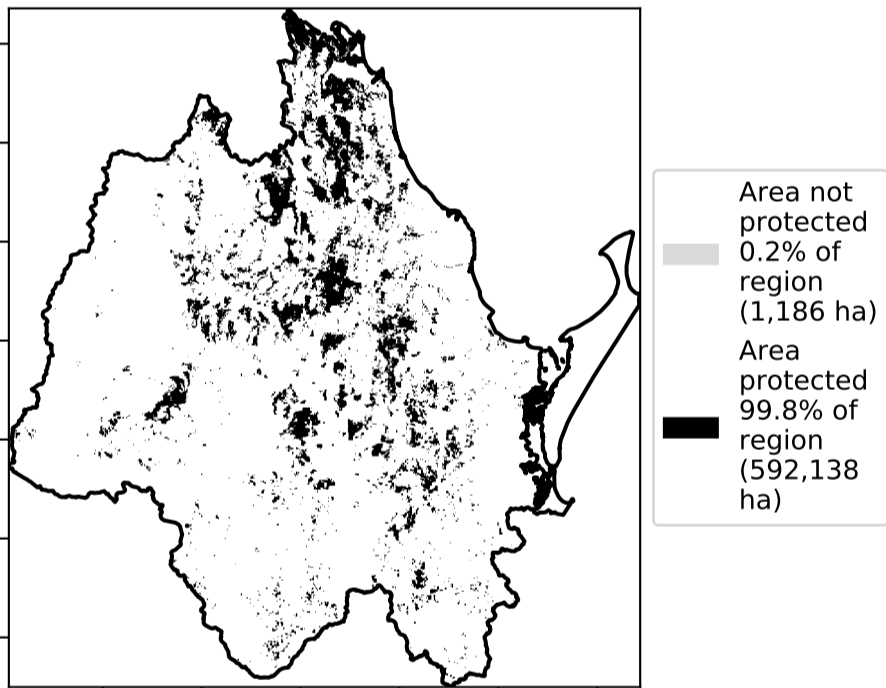 Area not
protected
0.2% of
region
(1,186 ha)
Area
protected
99.8% of
region
(592,138
ha)